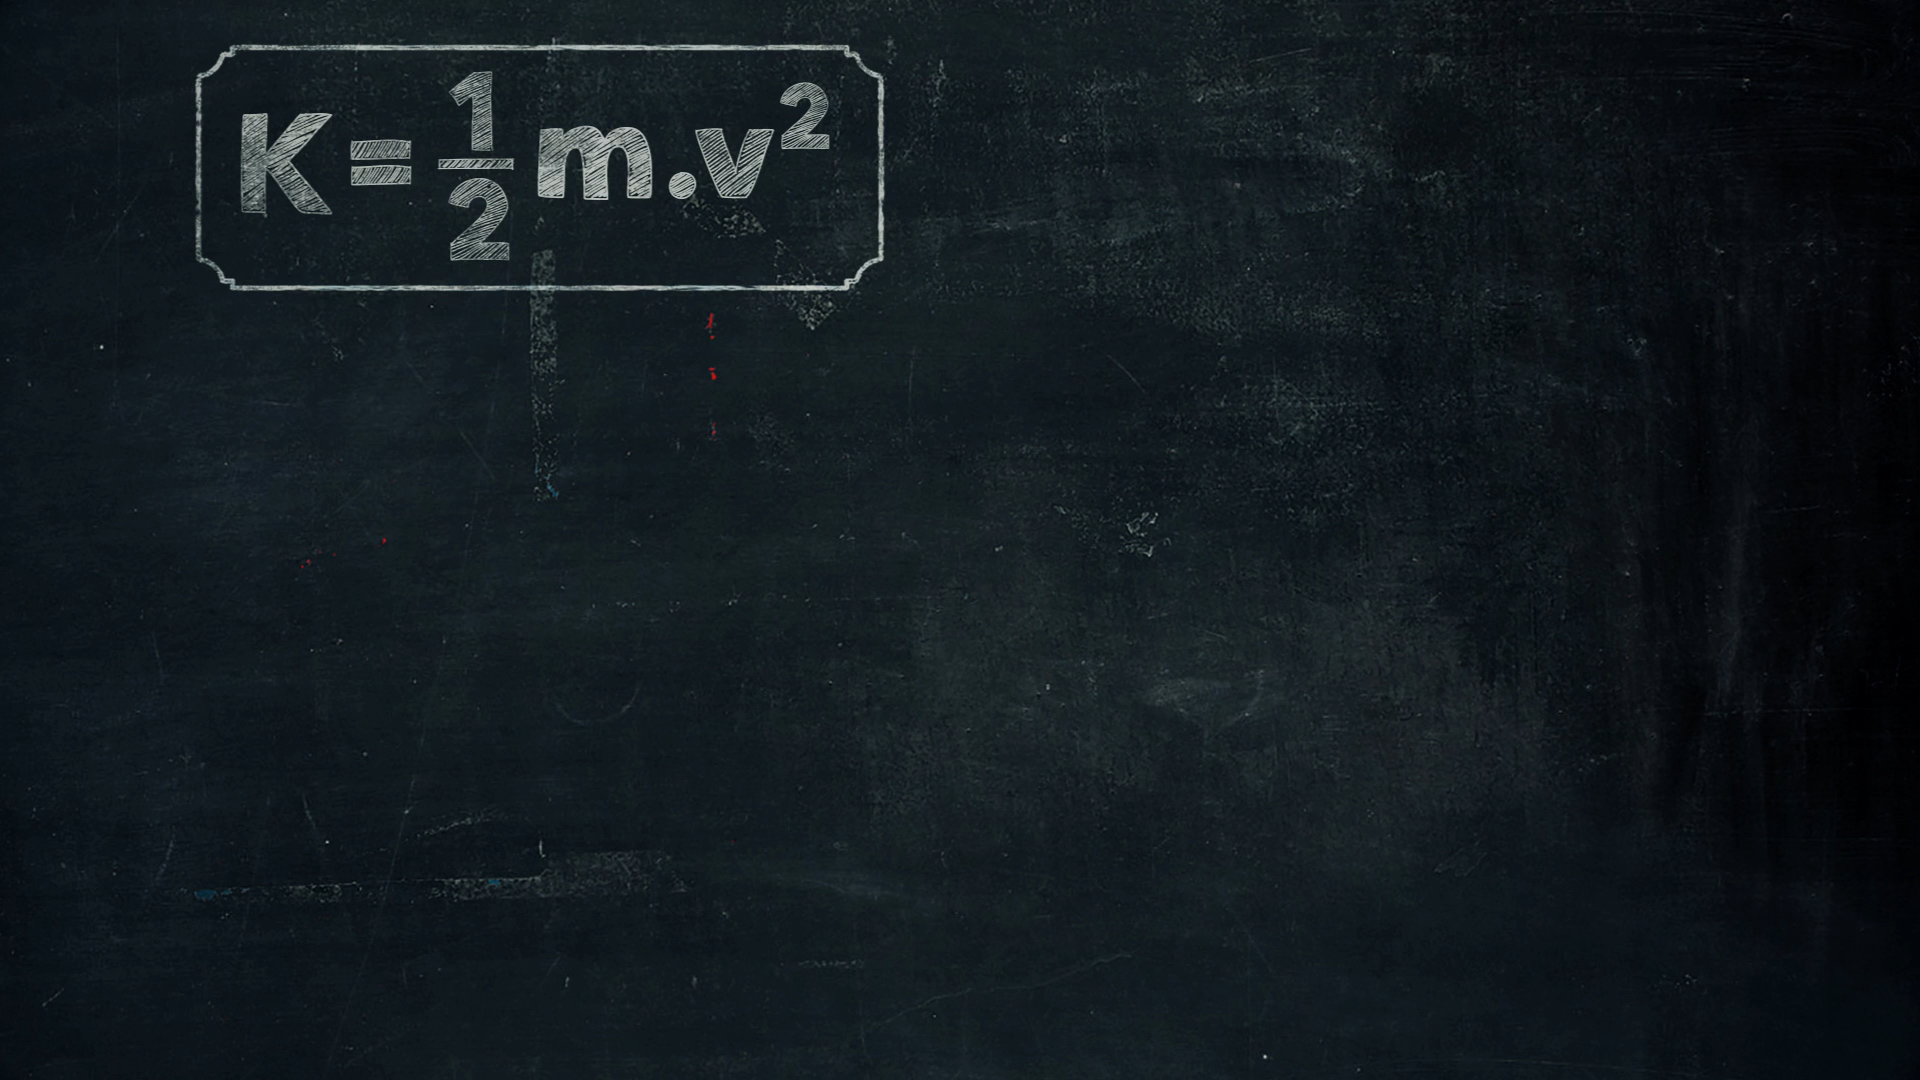 K = 1/2 m.v²